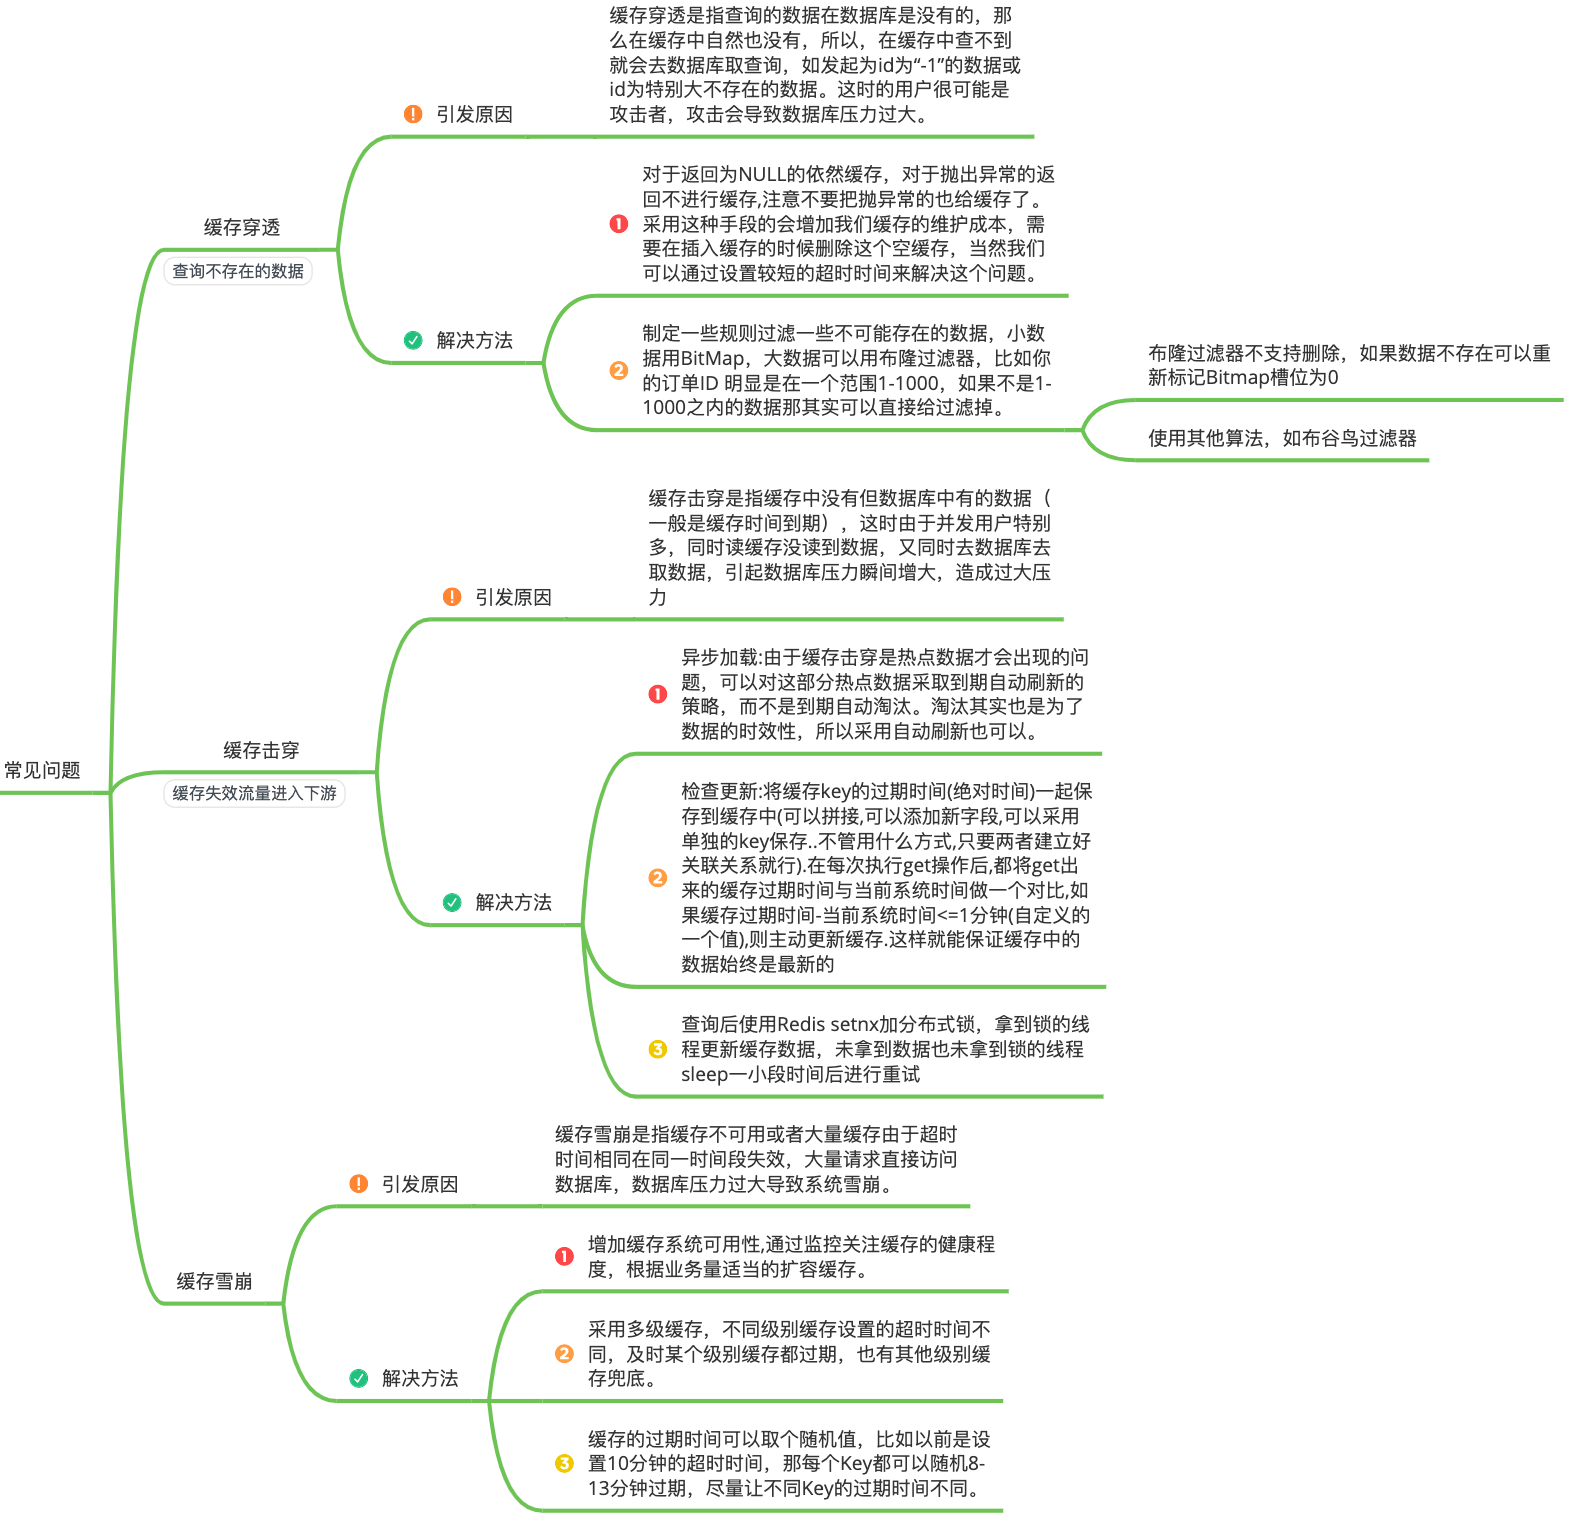 常见问题
缓存穿透
查询不存在的数据
引发原因
缓存穿透是指查询的数据在数据库是没有的，那
么在缓存中自然也没有，所以，在缓存中查不到
就会去数据库取查询，如发起为id为“-1”的数据或
id为特别大不存在的数据。这时的用户很可能是
攻击者，攻击会导致数据库压力过大。
解决方法
1
对于返回为NULL的依然缓存，对于抛出异常的返
回不进行缓存,注意不要把抛异常的也给缓存了。
采用这种手段的会增加我们缓存的维护成本，需
要在插入缓存的时候删除这个空缓存，当然我们
可以通过设置较短的超时时间来解决这个问题。
2
制定一些规则过滤一些不可能存在的数据，小数
据用BitMap，大数据可以用布隆过滤器，比如你
的订单ID 明显是在一个范围1-1000，如果不是1-
1000之内的数据那其实可以直接给过滤掉。
布隆过滤器不支持删除，如果数据不存在可以重
新标记Bitmap槽位为0
使用其他算法，如布谷鸟过滤器
缓存击穿
缓存失效流量进入下游
引发原因
缓存击穿是指缓存中没有但数据库中有的数据（
一般是缓存时间到期），这时由于并发用户特别
多，同时读缓存没读到数据，又同时去数据库去
取数据，引起数据库压力瞬间增大，造成过大压
力
解决方法
1
异步加载:由于缓存击穿是热点数据才会出现的问
题，可以对这部分热点数据采取到期自动刷新的
策略，而不是到期自动淘汰。淘汰其实也是为了
数据的时效性，所以采用自动刷新也可以。
2
检查更新:将缓存key的过期时间(绝对时间)一起保
存到缓存中(可以拼接,可以添加新字段,可以采用
单独的key保存..不管用什么方式,只要两者建立好
关联关系就行).在每次执行get操作后,都将get出
来的缓存过期时间与当前系统时间做一个对比,如
果缓存过期时间-当前系统时间<=1分钟(自定义的
一个值),则主动更新缓存.这样就能保证缓存中的
数据始终是最新的
3
查询后使用Redis setnx加分布式锁，拿到锁的线
程更新缓存数据，未拿到数据也未拿到锁的线程
sleep一小段时间后进行重试
缓存雪崩
引发原因
缓存雪崩是指缓存不可用或者大量缓存由于超时
时间相同在同一时间段失效，大量请求直接访问
数据库，数据库压力过大导致系统雪崩。
解决方法
1
增加缓存系统可用性,通过监控关注缓存的健康程
度，根据业务量适当的扩容缓存。
2
采用多级缓存，不同级别缓存设置的超时时间不
同，及时某个级别缓存都过期，也有其他级别缓
存兜底。
3
缓存的过期时间可以取个随机值，比如以前是设
置10分钟的超时时间，那每个Key都可以随机8-
13分钟过期，尽量让不同Key的过期时间不同。